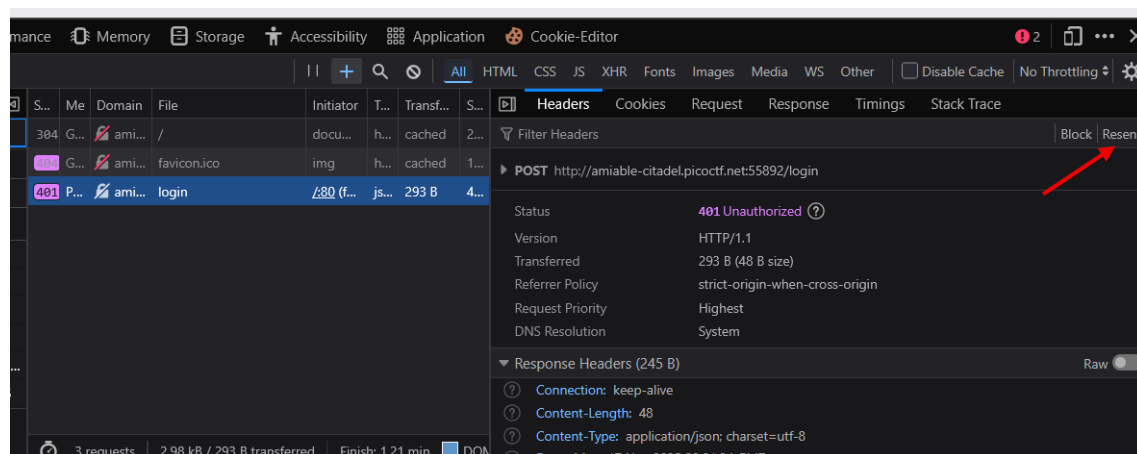 mance Memory Storage Accessibility Application Cookie-Editor 2
All HTML CSS JS XHR Fonts Images Media WS Other Disable Cache No Throttling
S... Me Domain File Initiator T... Transf... S... Headers Cookies Request Response Timings Stack Trace
304 G... ami... / docu... h... cached 2... Filter Headers Block Resen
404 G... ami... favicon.ico img h... cached 1...
401 P... ami... login /:80 (f... js... 293 B 4...
POST http://amiable-citadel.picoctf.net:55892/login
Status 401 Unauthorized
Version HTTP/1.1
Transferred 293 B (48 B size)
Referrer Policy strict-origin-when-cross-origin
Request Priority Highest
DNS Resolution System
Response Headers (245 B) Raw
Connection: keep-alive
Content-Length: 48
Content-Type: application/json; charset=utf-8
3 requests 2.98 kB / 293 B transferred Finish: 1.21 min DON